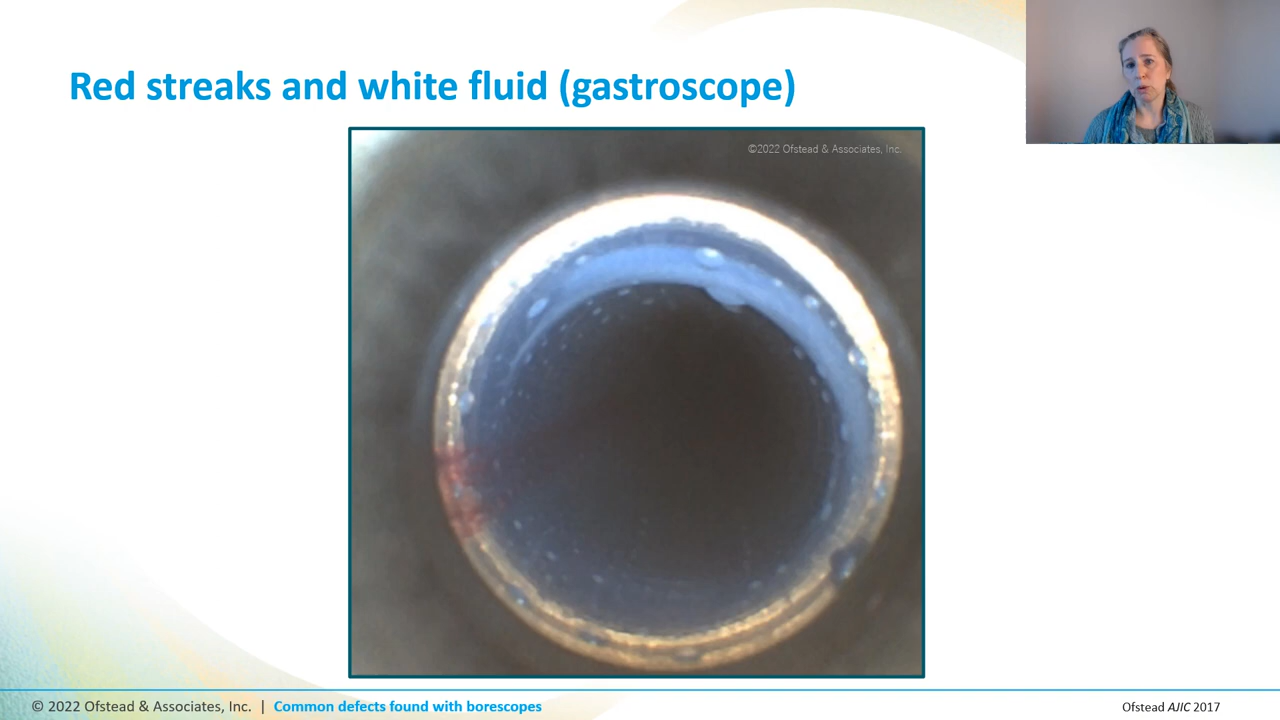 Red streaks and white fluid (gastroscope)
©2022 Ofstead & Associates, Inc.
© 2022 Ofstead & Associates, Inc. | Common defects found with borescopes
Ofstead AJIC 2017